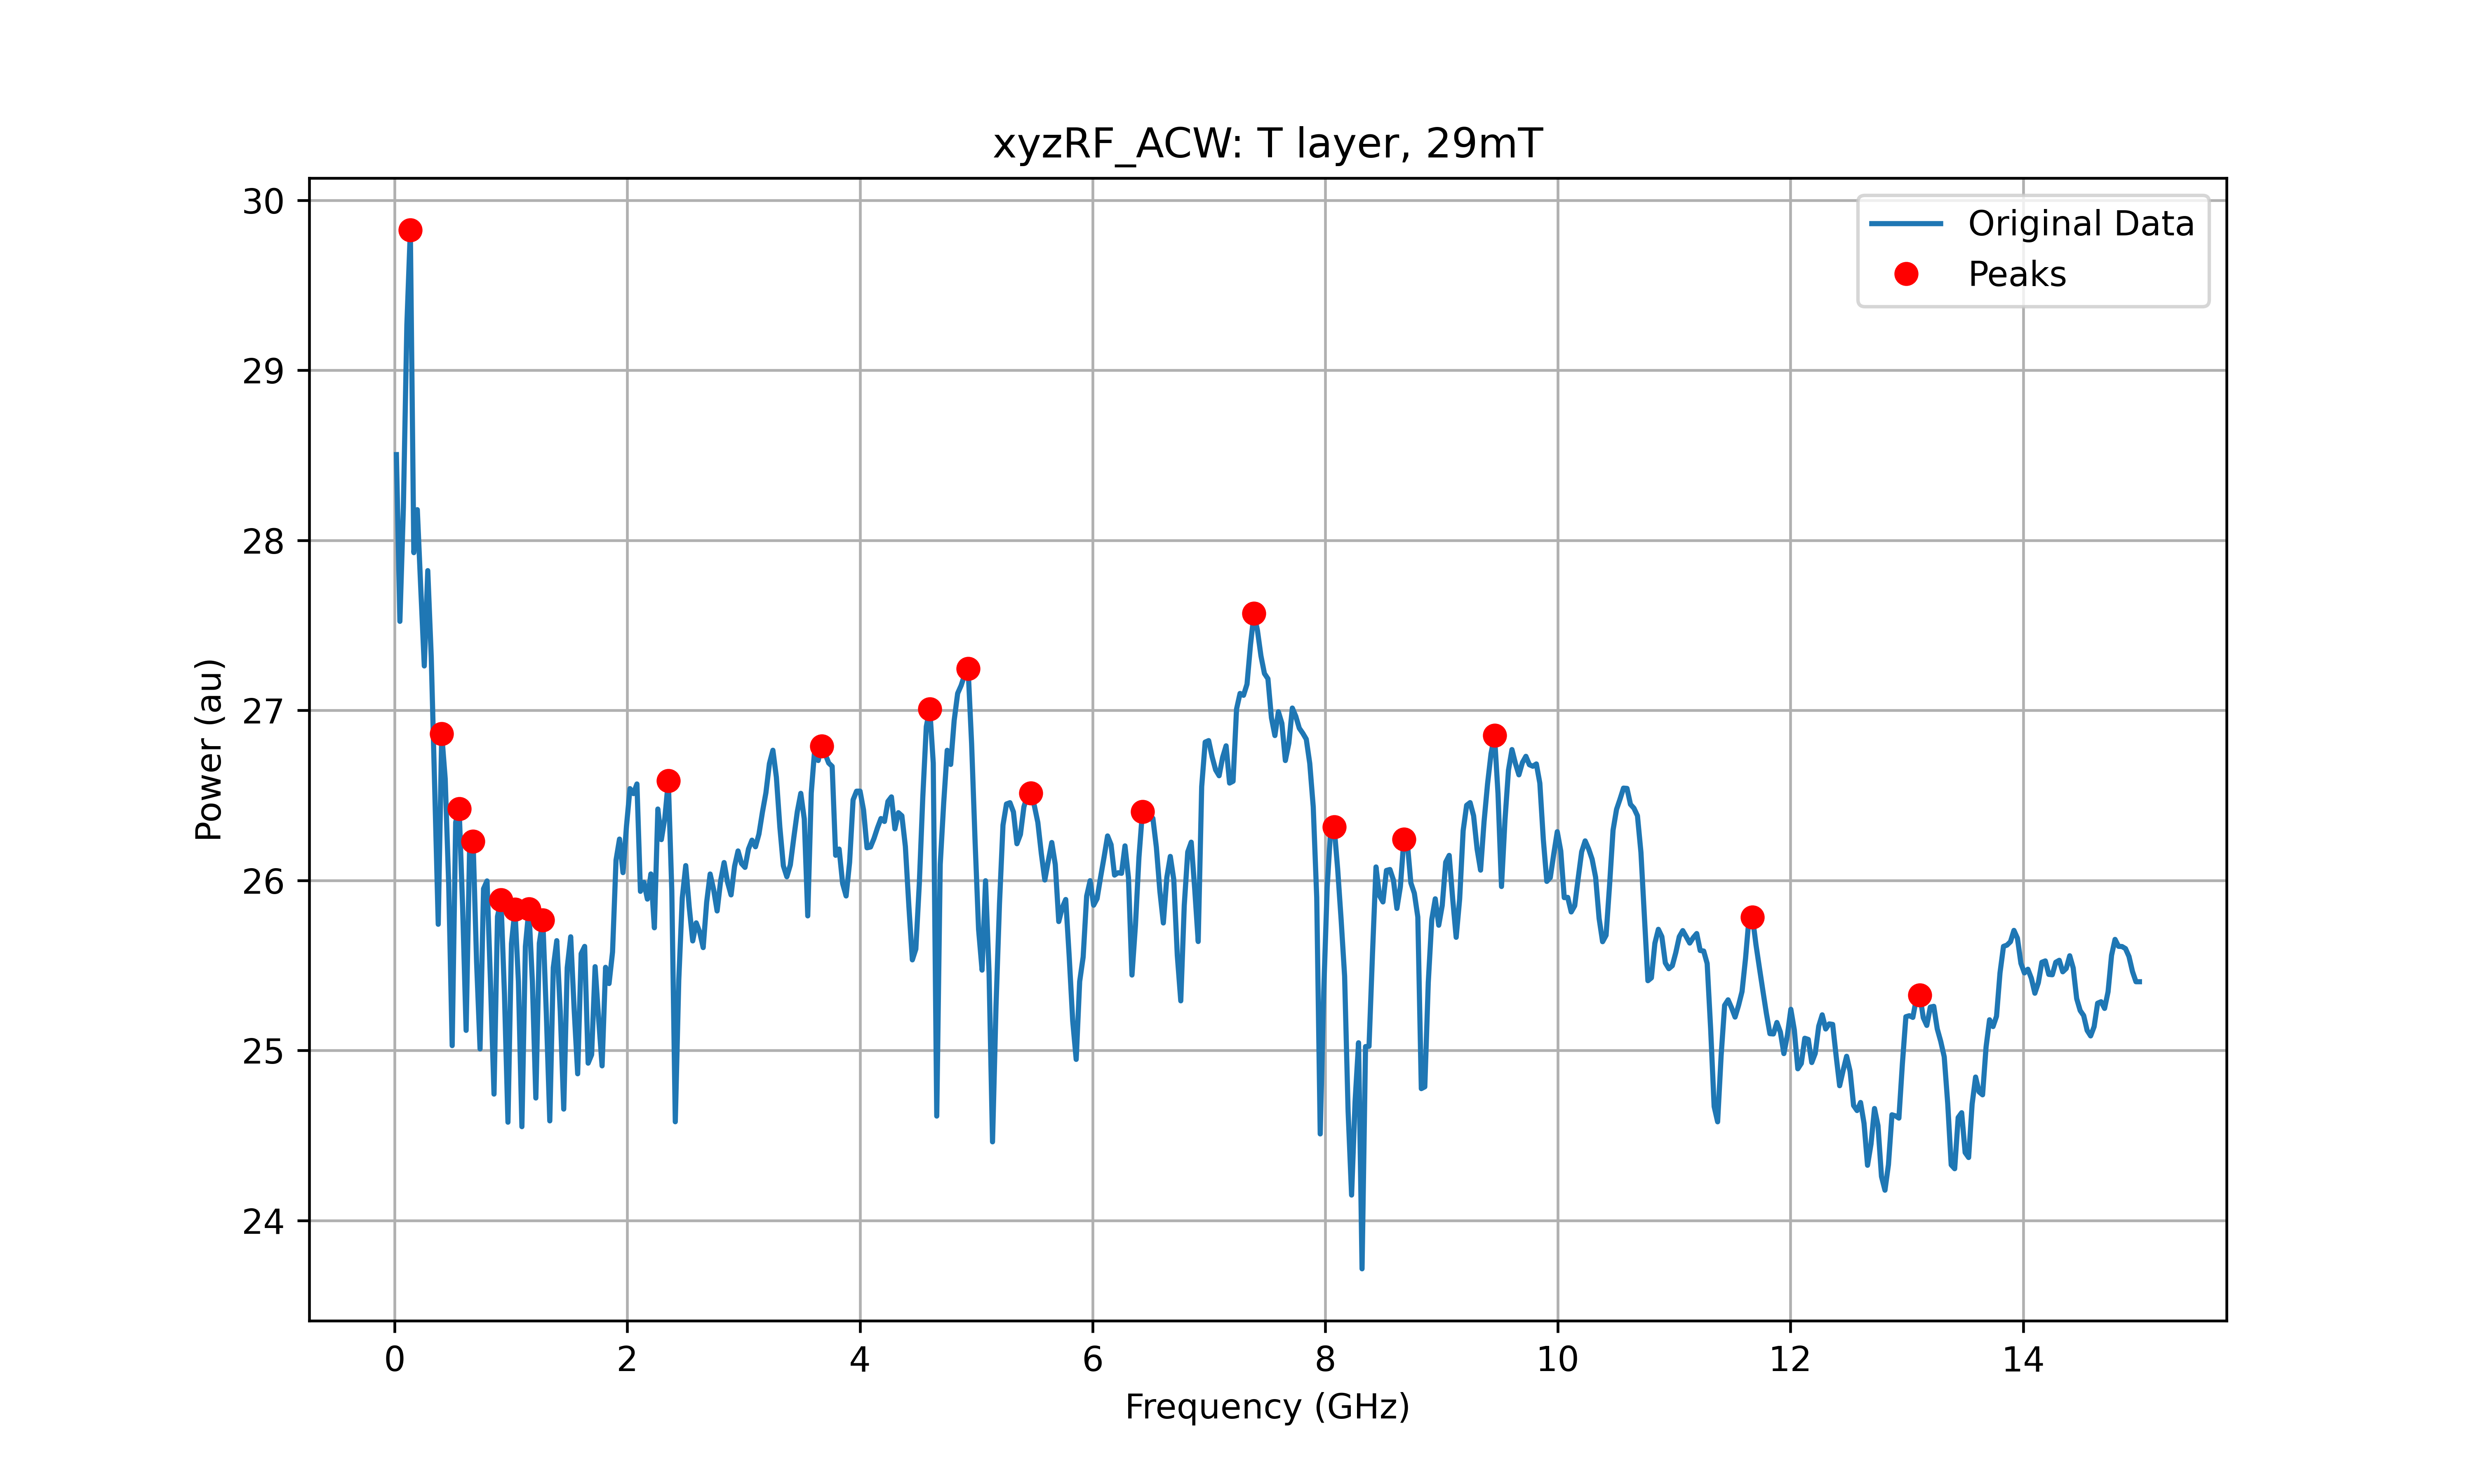 xyzRF_ACW: T layer, 29mT
Original Data
Peaks
Power (au)
30
29
28
27
26
25
24
0 2 4 6 8 10 12 14
Frequency (GHz)